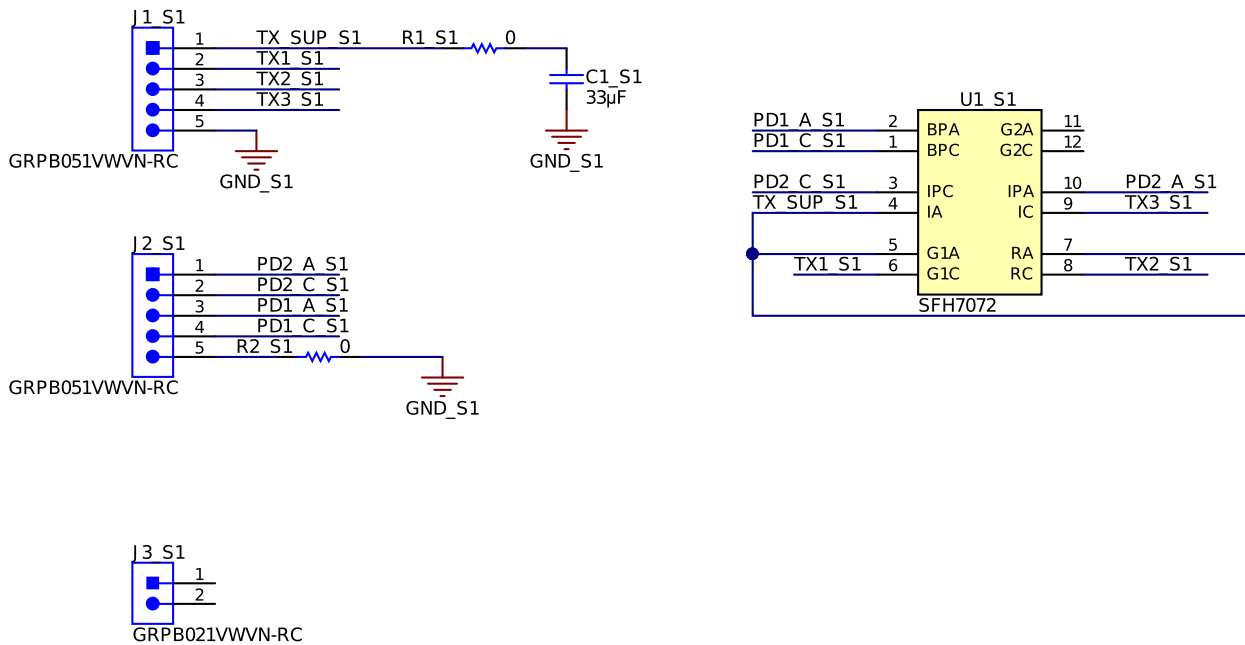 J1_S1
1 TX_SUP_S1 R1_S1 0
2 TX1_S1
3 TX2_S1
4 TX3_S1
5
C1_S1
33µF
GRPB051VWVN-RC
GND_S1
GND_S1
J2_S1
1 PD2_A_S1
2 PD2_C_S1
3 PD1_A_S1
4 PD1_C_S1
5 R2_S1 0
GRPB051VWVN-RC
GND_S1
J3_S1
1
2
GRPB021VWVN-RC
U1_S1
PD1_A_S1 2 BPA G2A 11
PD1_C_S1 1 BPC G2C 12
PD2_C_S1 3 IPC IPA 10 PD2_A_S1
TX_SUP_S1 4 IA IC 9 TX3_S1
5 G1A RA 7
TX1_S1 6 G1C RC 8 TX2_S1
SFH7072